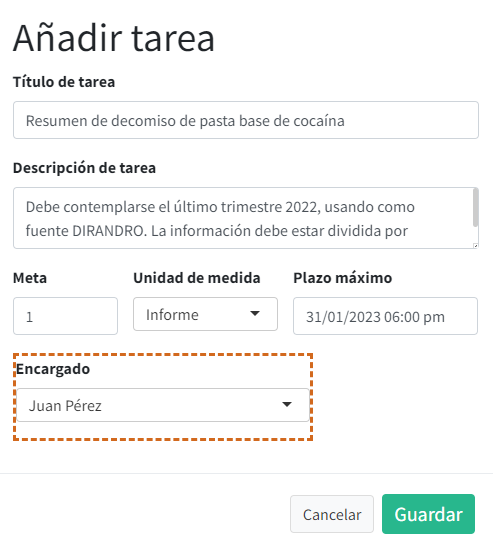 Añadir tarea
Título de tarea
Resumen de decomiso de pasta base de cocaína
Descripción de tarea
Debe contemplarse el último trimestre 2022, usando como
fuente DIRANDRO. La información debe estar dividida por
Meta Unidad de medida Plazo máximo
1 Informe 31/01/2023 06:00 pm
Encargado
Juan Pérez
Cancelar Guardar